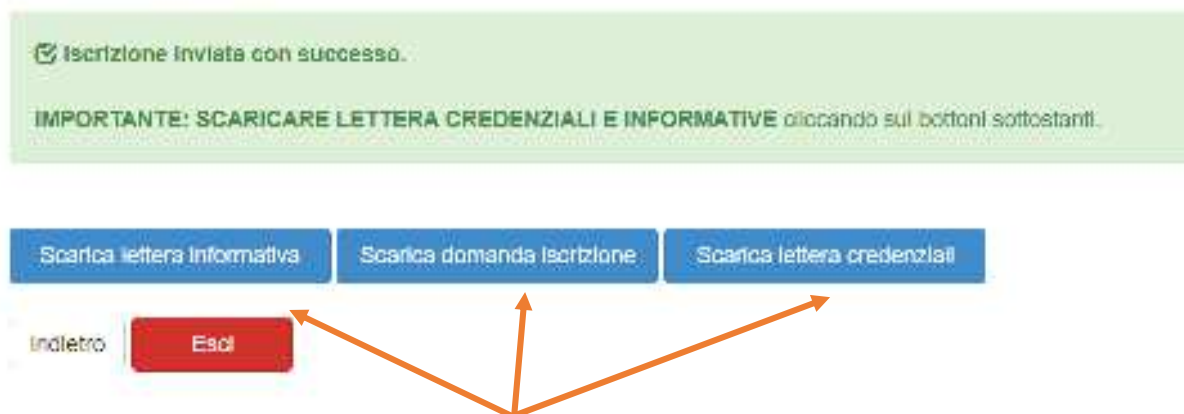 Iscrizione inviata con successo.
IMPORTANTE: SCARICARE LETTERA CREDENZIALI E INFORMATIVE cliccando sui bottoni sottostanti.
Scarica lettera informativa
Scarica domanda iscrizione
Scarica lettera credenziali
Indietro
Esci